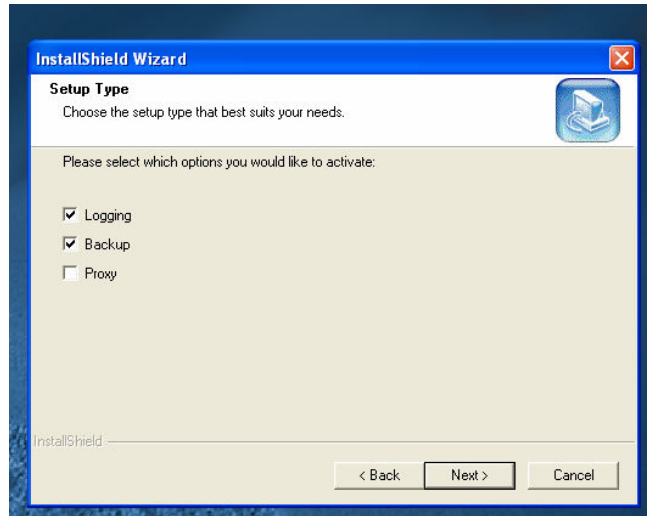 InstallShield Wizard
Setup Type
Choose the setup type that best suits your needs.
Please select which options you would like to activate:
Logging
Backup
Proxy
InstallShield
< Back Next > Cancel